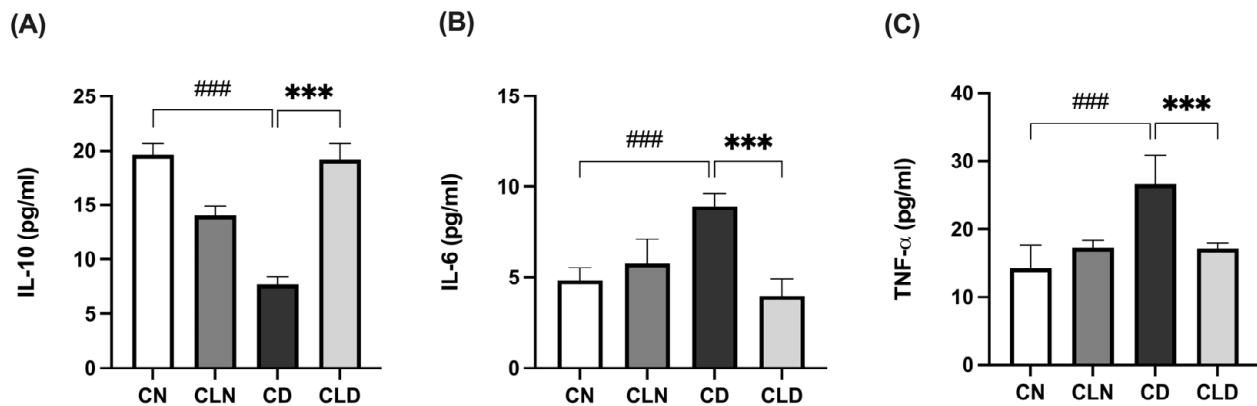 (A)
IL-10 (pg/ml)
25
20
15
10
5
0
###
***
CN CLN CD CLD
(B)
IL-6 (pg/ml)
15
10
5
0
###
***
CN CLN CD CLD
(C)
TNF-α (pg/ml)
40
30
20
10
0
###
***
CN CLN CD CLD